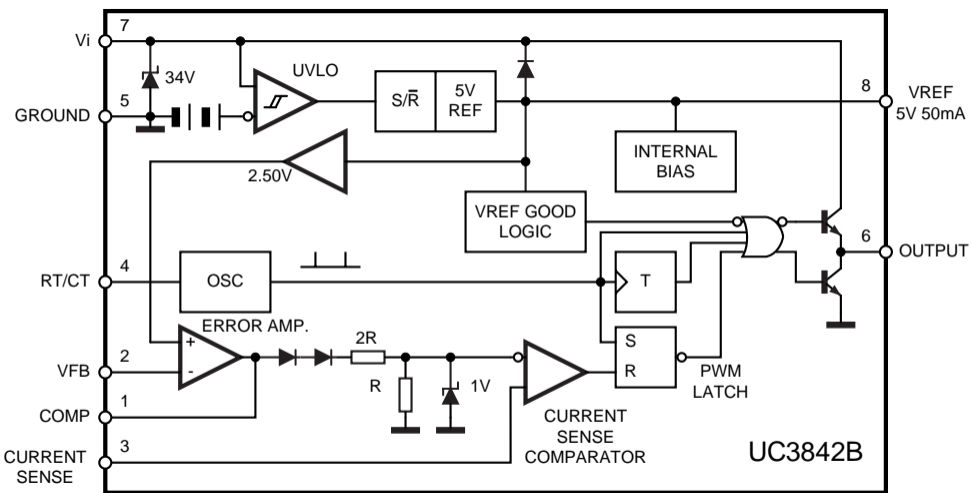 7
Vi
34V
UVLO
5
GROUND
S/R̅
5V
REF
8
VREF
5V 50mA
INTERNAL
BIAS
2.50V
VREF GOOD
LOGIC
6
OUTPUT
4
RT/CT
OSC
T
ERROR AMP.
+
-
2
VFB
2R
R
1V
S
R
PWM
LATCH
1
COMP
CURRENT
SENSE
COMPARATOR
3
CURRENT
SENSE
UC3842B